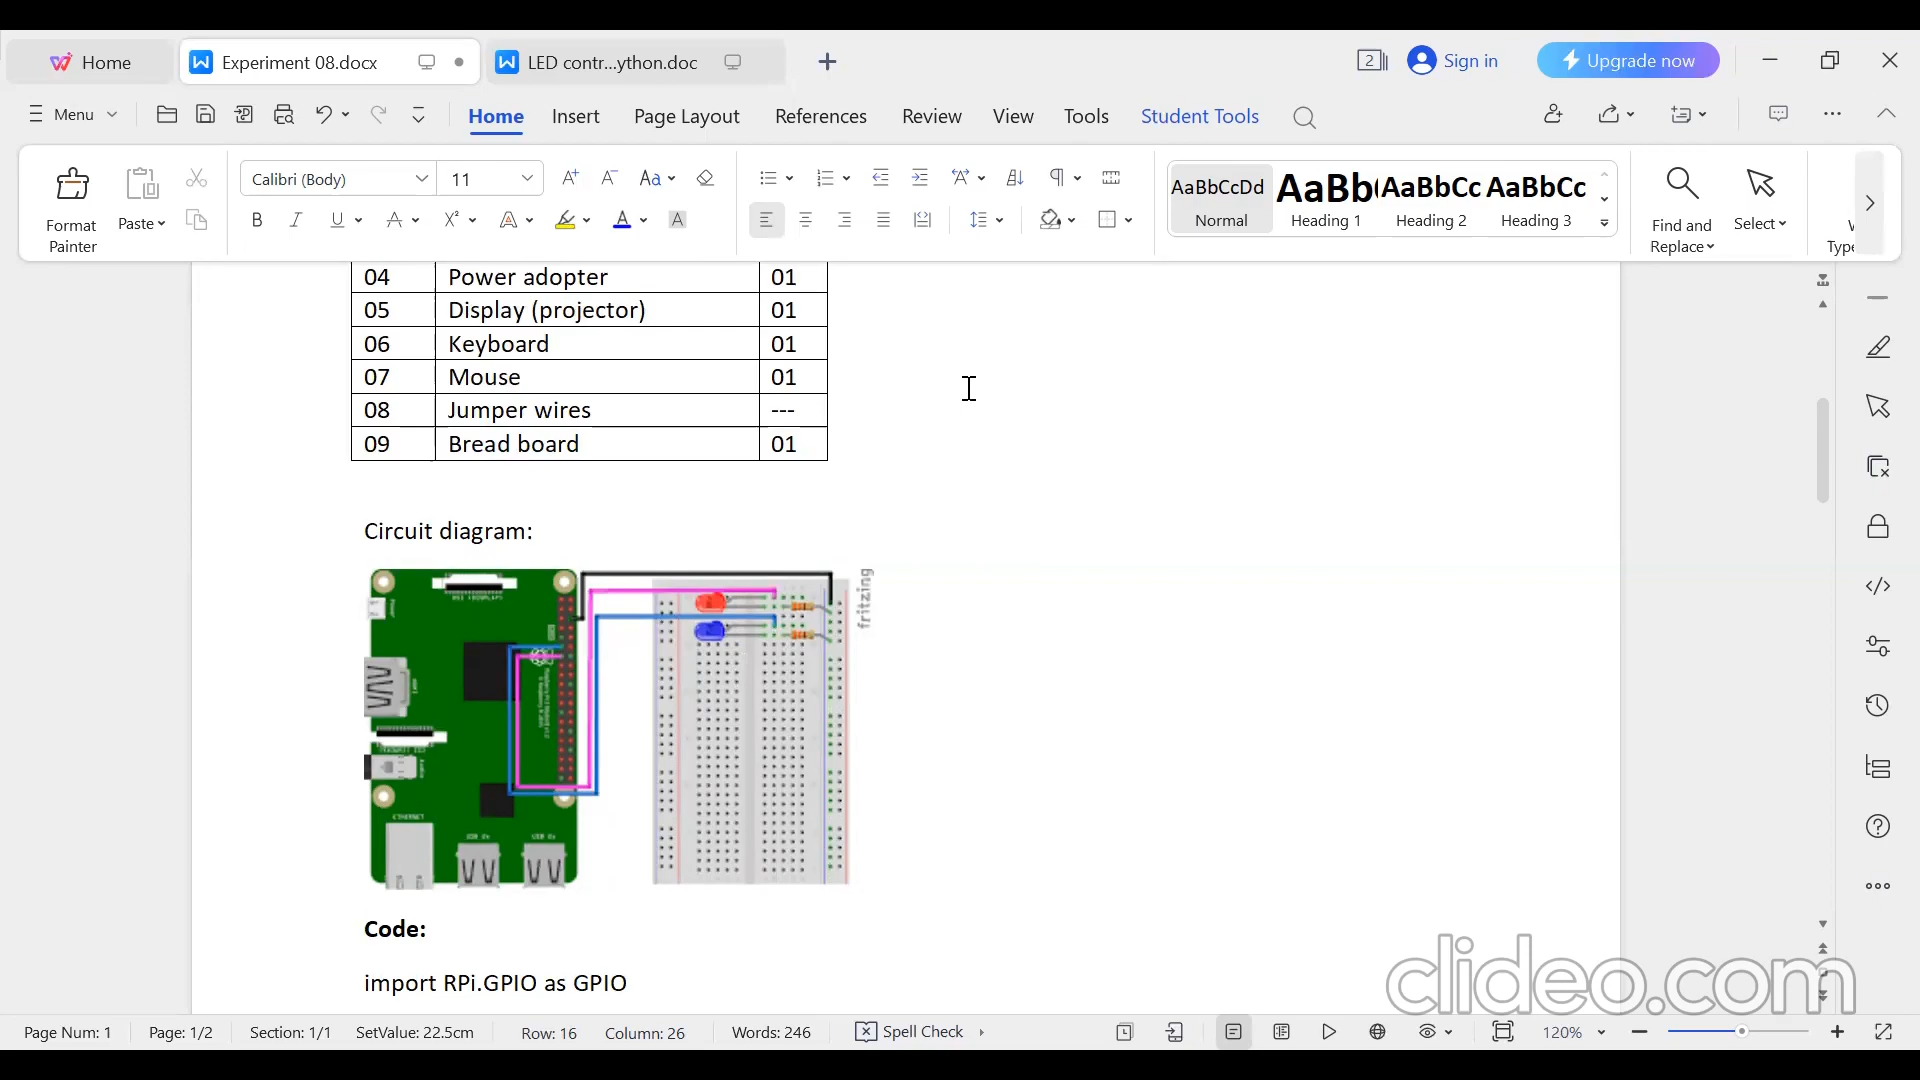 Home
Experiment 08.docx
LED contr...ython.doc
2
Sign in
Upgrade now
Menu
Home
Insert
Page Layout
References
Review
View
Tools
Student Tools
Format Painter
Paste
Calibri (Body)
11
AaBbCcDd
Normal
AaBb(
Heading 1
AaBbCc
Heading 2
AaBbCc
Heading 3
Find and Replace
Select
Type
04 Power adopter 01
05 Display (projector) 01
06 Keyboard 01
07 Mouse 01
08 Jumper wires ---
09 Bread board 01
Circuit diagram:
fritzing
ETHERNET
Code:
import RPi.GPIO as GPIO
clideo.com
Page Num: 1
Page: 1/2
Section: 1/1
SetValue: 22.5cm
Row: 16
Column: 26
Words: 246
Spell Check
120%